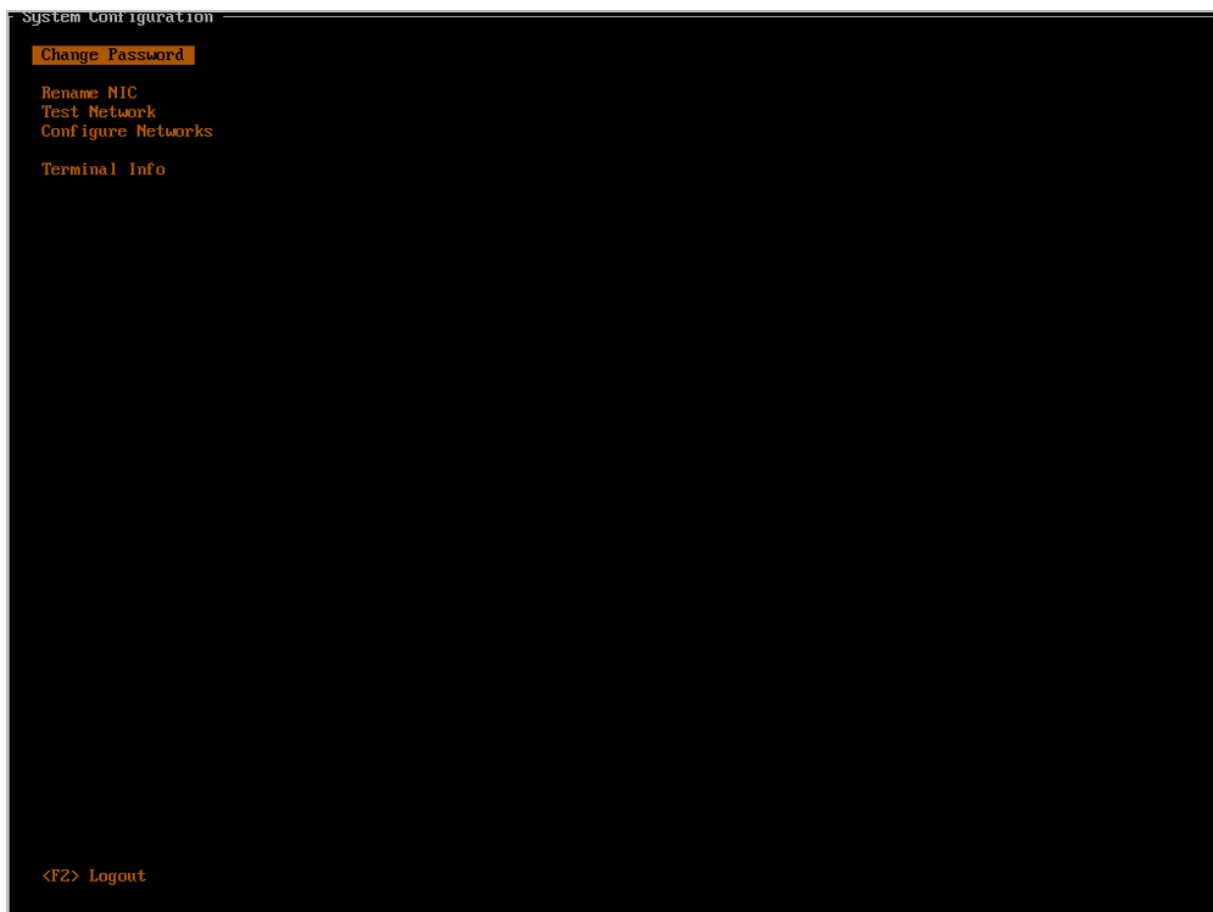 System Configuration
Change Password
Rename NIC
Test Network
Configure Networks
Terminal Info
<F2> Logout